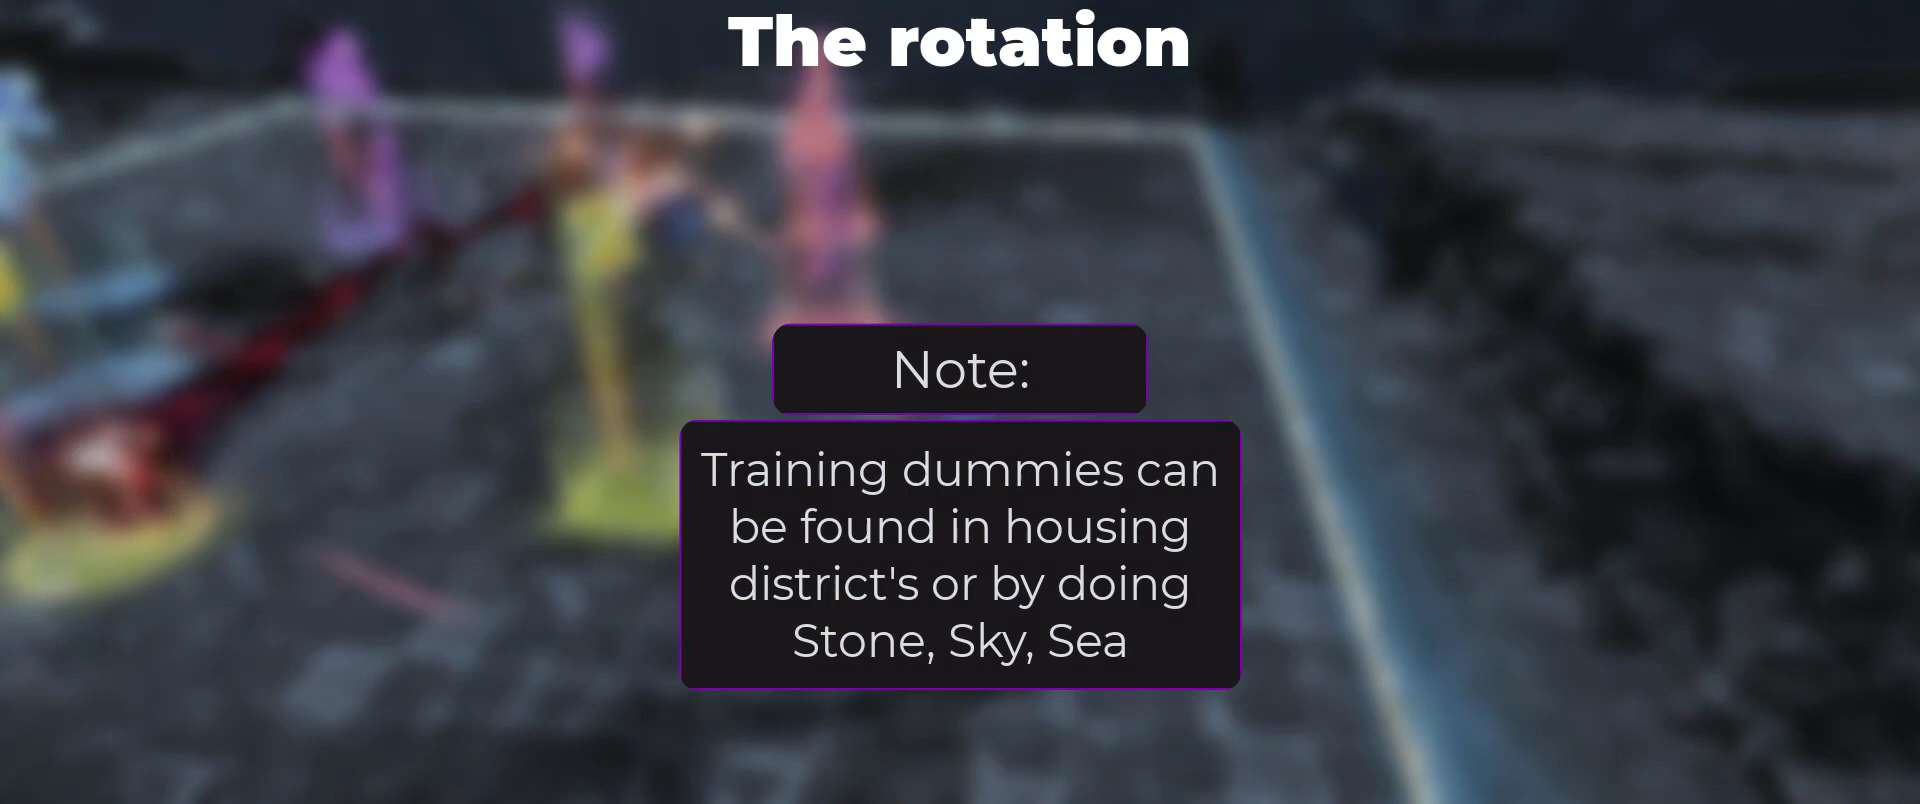 The rotation
Note:
Training dummies can
be found in housing
district's or by doing
Stone, Sky, Sea